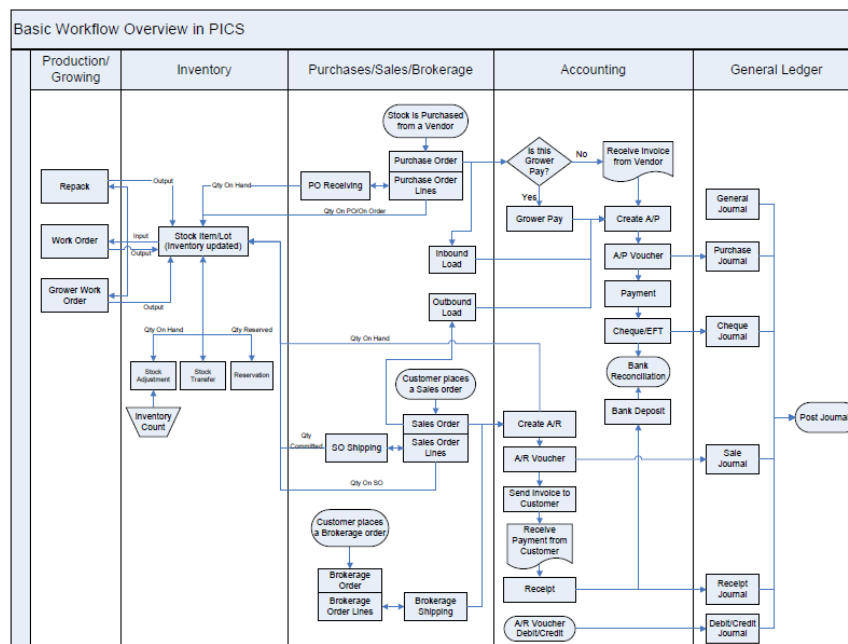 Basic Workflow Overview in PICS
Production/
Growing
Inventory
Purchases/Sales/Brokerage
Accounting
General Ledger
Stock is Purchased
from a Vendor
Purchase Order
Purchase Order
Lines
PO Receiving
Qty On Hand
Qty On PO/On Order
Is this
Grower
Pay?
No
Yes
Receive Invoice
from Vendor
Repack
Output
Work Order
Input
Output
Grower Work
Order
Output
Stock Item/Lot
(Inventory updated)
Grower Pay
Create A/P
General
Journal
Inbound
Load
A/P Voucher
Purchase
Journal
Outbound
Load
Payment
Qty On Hand
Qty Reserved
Qty On Hand
Cheque/EFT
Cheque
Journal
Stock
Adjustment
Stock
Transfer
Reservation
Inventory
Count
Customer places
a Sales order
Bank
Reconciliation
Bank Deposit
Post Journal
Sales Order
Sales Order
Lines
Qty
Committed
SO Shipping
Qty On SO
Create A/R
A/R Voucher
Sale
Journal
Send Invoice to
Customer
Customer places
a Brokerage order
Receive
Payment from
Customer
Brokerage
Order
Brokerage
Order Lines
Brokerage
Shipping
Receipt
Receipt
Journal
A/R Voucher
Debit/Credit
Debit/Credit
Journal